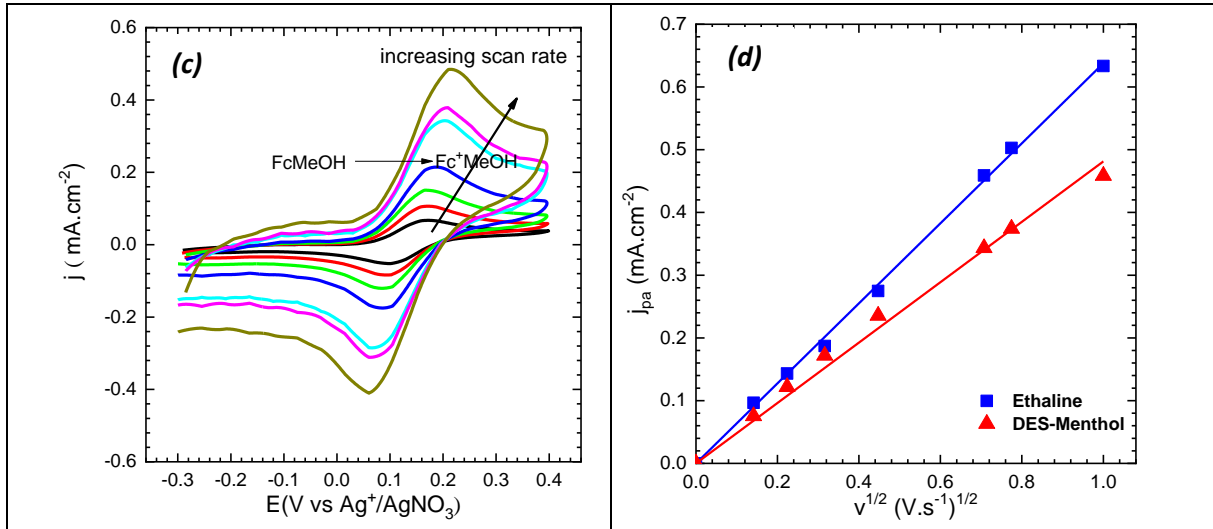 (c)
increasing scan rate
FcMeOH
Fc⁺MeOH
j ( mA.cm⁻²)
0.6
0.4
0.2
0.0
-0.2
-0.4
-0.6
-0.3 -0.2 -0.1 0.0 0.1 0.2 0.3 0.4
E(V vs Ag⁺/AgNO₃)
(d)
jₚₐ (mA.cm⁻²)
0.7
0.6
0.5
0.4
0.3
0.2
0.1
0.0
Ethaline
DES-Menthol
0.0 0.2 0.4 0.6 0.8 1.0
v¹ᐟ² (V.s⁻¹)¹ᐟ²